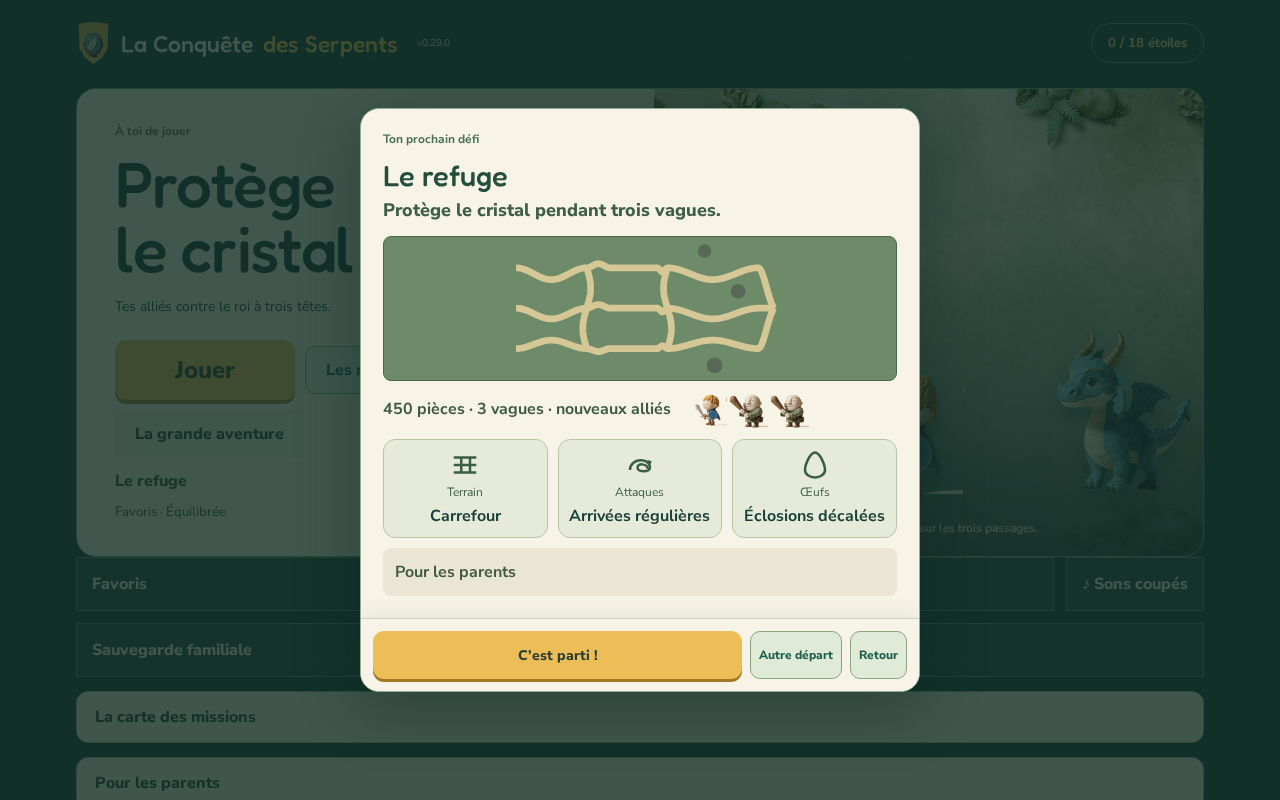 La Conquête des Serpents v0.29.0
0 / 18 étoiles
À toi de jouer
Protège
le cristal
Tes alliés contre le roi à trois têtes.
Jouer
La grande aventure
Le refuge
Favoris · Équilibrée
sur les trois passages.
Ton prochain défi
Le refuge
Protège le cristal pendant trois vagues.
450 pièces · 3 vagues · nouveaux alliés
Terrain
Carrefour
Attaques
Arrivées régulières
Œufs
Éclosions décalées
Pour les parents
C'est parti !
Autre départ
Retour
Favoris
♪ Sons coupés
Sauvegarde familiale
La carte des missions
Pour les parents